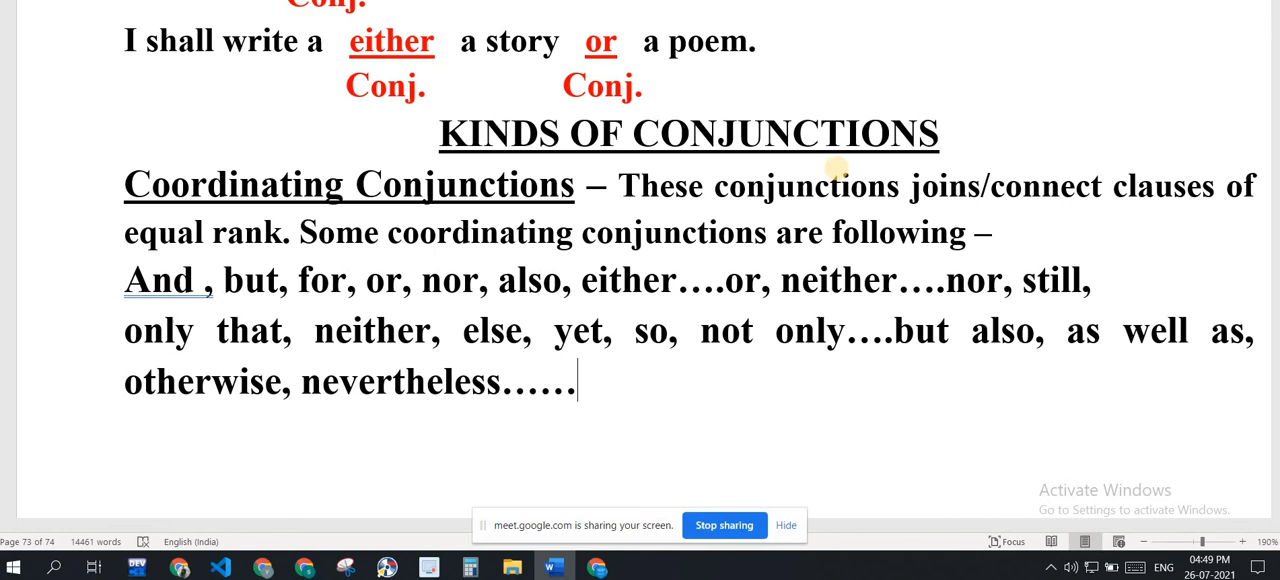 Conj.
I shall write a either a story or a poem.
Conj. Conj.
KINDS OF CONJUNCTIONS
Coordinating Conjunctions – These conjunctions joins/connect clauses of
equal rank. Some coordinating conjunctions are following –
And , but, for, or, nor, also, either….or, neither….nor, still,
only that, neither, else, yet, so, not only….but also, as well as,
otherwise, nevertheless……
Activate Windows
Go to Settings to activate Windows.
meet.google.com is sharing your screen. Stop sharing Hide
Page 73 of 74 14461 words English (India) Focus 190%
DEV W ENG 04:49 PM
26-07-2021